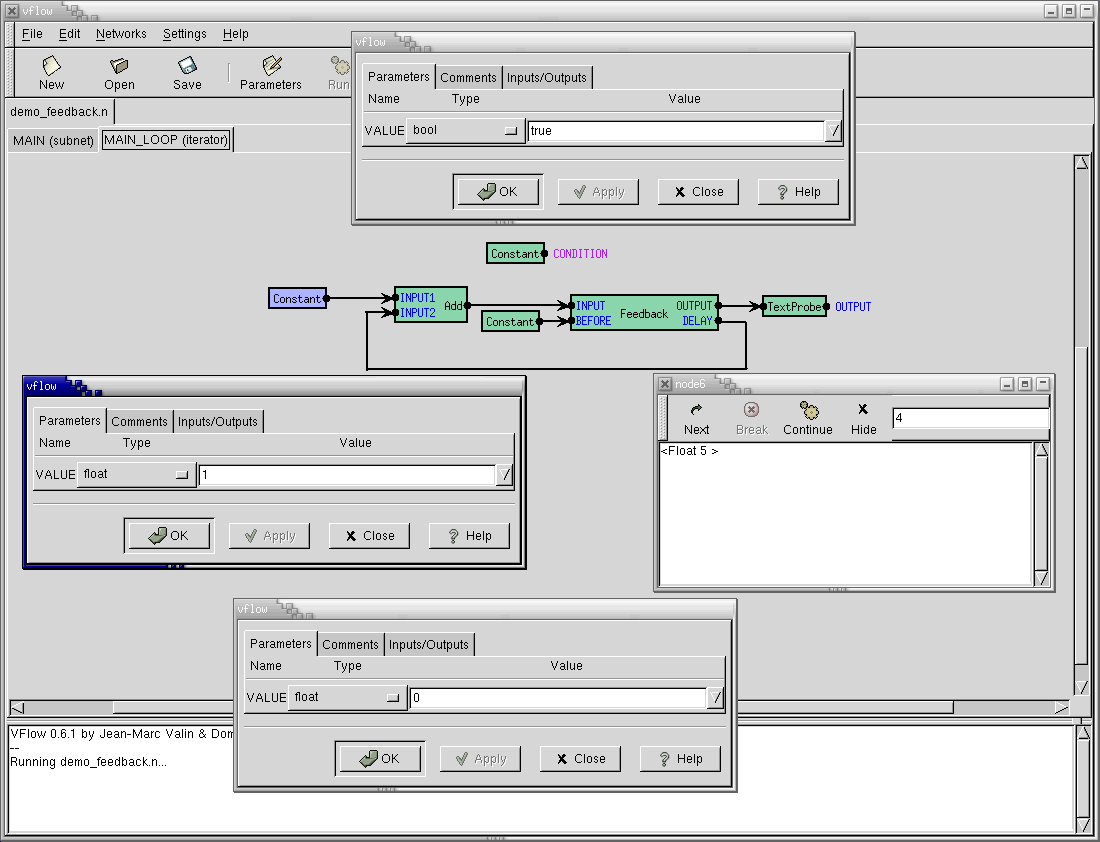 vflow
File Edit Networks Settings Help
New Open Save Parameters Run
demo_feedback.n
MAIN (subnet) MAIN_LOOP (iterator)
vflow
Parameters Comments Inputs/Outputs
Name Type Value
VALUE bool true
OK Apply Close Help
Constant CONDITION
Constant INPUT1 Add INPUT OUTPUT TextProbe OUTPUT
INPUT2 Constant BEFORE Feedback DELAY
vflow
Parameters Comments Inputs/Outputs
Name Type Value
VALUE float 1
OK Apply Close Help
node6
Next Break Continue Hide 4
<Float 5 >
vflow
Parameters Comments Inputs/Outputs
Name Type Value
VALUE float 0
OK Apply Close Help
VFlow 0.6.1 by Jean-Marc Valin & Dom
--
Running demo_feedback.n...